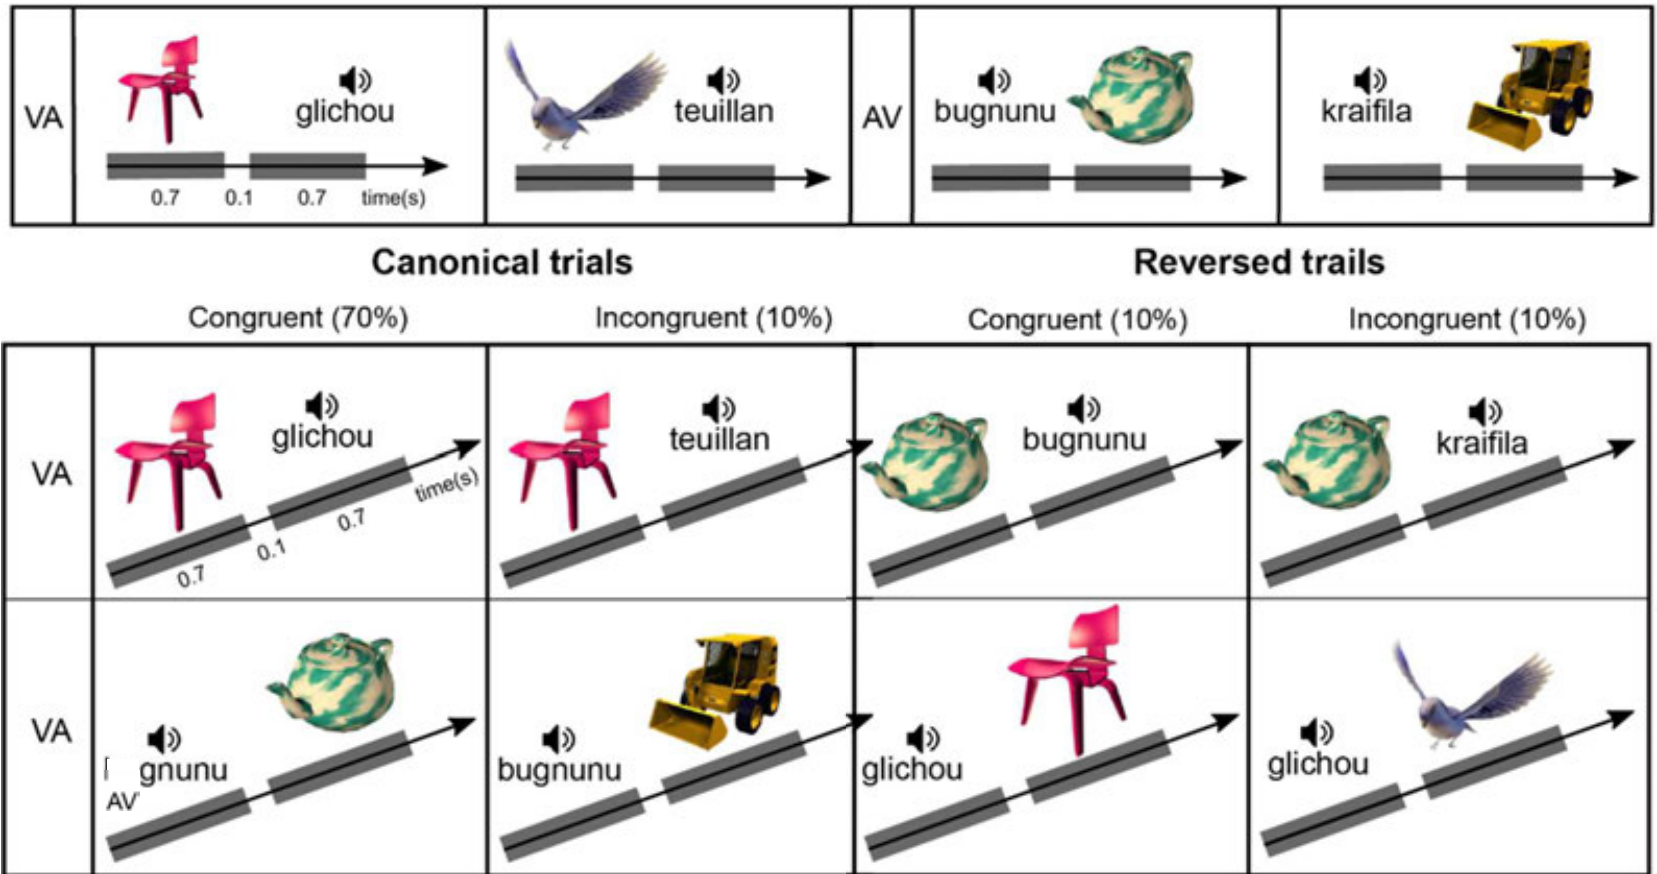 VA
glichou
teuillan
AV
bugnunu
kraifila
0.7 0.1 0.7 time(s)
Canonical trials
Reversed trails
Congruent (70%)
Incongruent (10%)
Congruent (10%)
Incongruent (10%)
VA
glichou
0.7 0.1 0.7 time(s)
teuillan
bugnunu
kraifila
VA
gnunu
AV
bugnunu
glichou
glichou